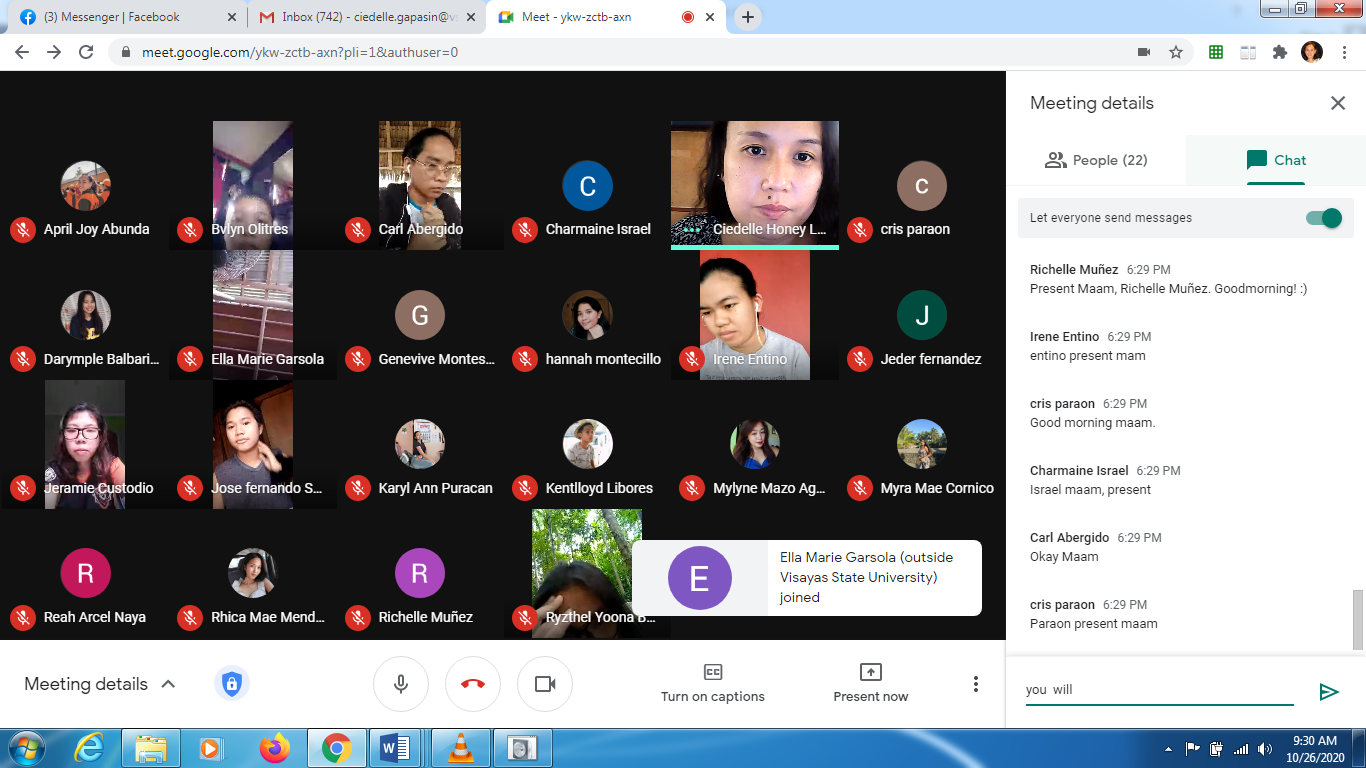 (3) Messenger | Facebook
Inbox (742) - ciedelle.gapasin@v
Meet - ykw-zctb-axn
meet.google.com/ykw-zctb-axn?pli=1&authuser=0
April Joy Abunda
Bvlyn Olitres
Carl Abergido
C
Charmaine Israel
Ciedelle Honey L...
c
cris paraon
Darymple Balbari...
Ella Marie Garsola
G
Genevive Montes...
hannah montecillo
Irene Entino
J
Jeder fernandez
Jeramie Custodio
Jose fernando S...
Karyl Ann Puracan
Kentlloyd Libores
Mylyne Mazo Ag...
Myra Mae Cornico
R
Reah Arcel Naya
Rhica Mae Mend...
R
Richelle Muñez
Ryzthel Yoona B...
E
Ella Marie Garsola (outside
Visayas State University)
joined
Meeting details
CC
Turn on captions
Present now
Meeting details
People (22)
Chat
Let everyone send messages
Richelle Muñez 6:29 PM
Present Maam, Richelle Muñez. Goodmorning! :)
Irene Entino 6:29 PM
entino present mam
cris paraon 6:29 PM
Good morning maam.
Charmaine Israel 6:29 PM
Israel maam, present
Carl Abergido 6:29 PM
Okay Maam
cris paraon 6:29 PM
Paraon present maam
you will
9:30 AM
10/26/2020